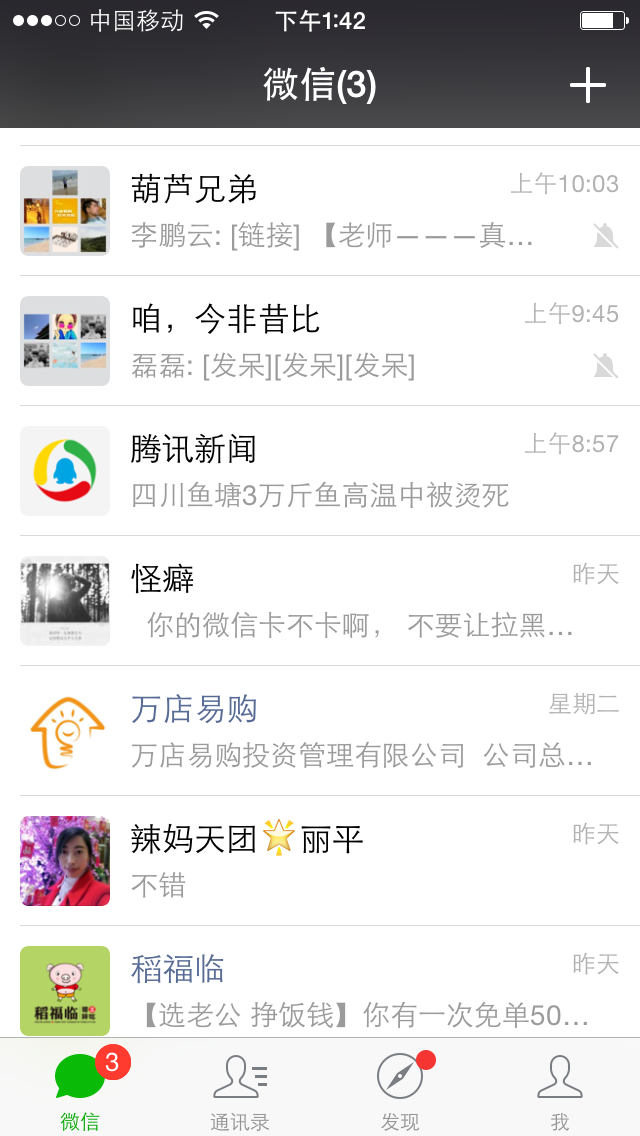 中国移动 下午1:42
微信(3)
葫芦兄弟 上午10:03
李鹏云: [链接] 【老师－－－真…
咱，今非昔比 上午9:45
磊磊: [发呆][发呆][发呆]
腾讯新闻 上午8:57
四川鱼塘3万斤鱼高温中被烫死
怪癖 昨天
你的微信卡不卡啊， 不要让拉黑…
万店易购 星期二
万店易购投资管理有限公司 公司总…
辣妈天团🌟丽平 昨天
不错
稻福临 昨天
稻福临
【选老公 挣饭钱】你有一次免单50…
3
微信 通讯录 发现 我